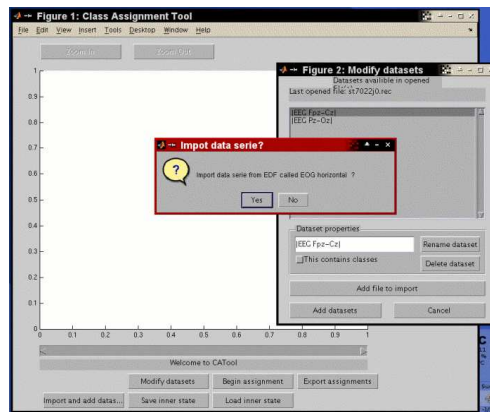 Figure 1: Class Assignment Tool
File Edit View Insert Tools Desktop Window Help
Zoom In Zoom Out
1
0.9
0.8
0.7
0.6
0.5
0.4
0.3
0.2
0.1
0
0 0.1 0.2 0.3 0.4 0.5 0.6 0.7 0.8 0.9 1
Welcome to CATool
Modify datasets Begin assignment Export assignments
Import and add datas... Save inner state Load inner state
Figure 2: Modify datasets
Datasets availible in opened
Last opened file: st7022j0.rec
|EEG Fpz-Cz|
|EEG Pz-Oz|
Dataset properties
|EEG Fpz-Cz| Rename dataset
This contains classes Delete dataset
Add file to import
Add datasets Cancel
Impot data serie?
?
Import data serie from EDF called EOG horizontal ?
Yes No